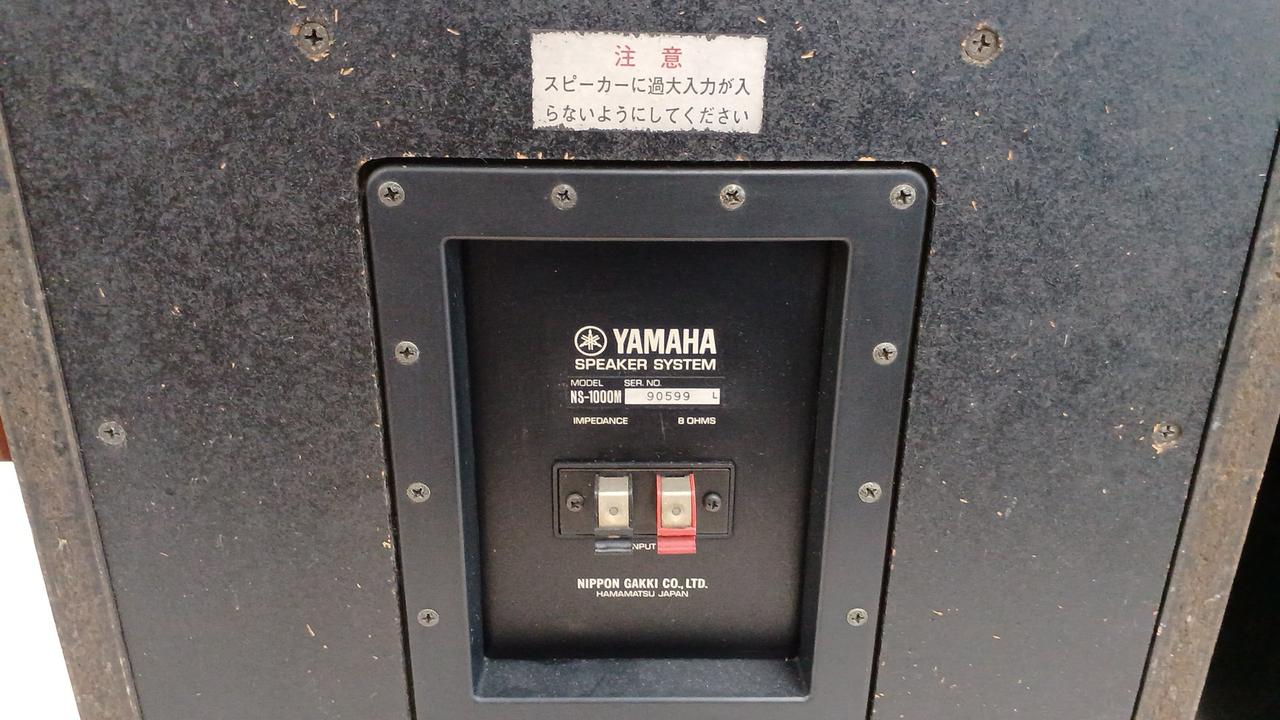 注 意
スピーカーに過大入力が入
らないようにしてください
YAMAHA
SPEAKER SYSTEM
MODEL SER. NO.
NS-1000M 90599 L
IMPEDANCE 8 OHMS
INPUT
NIPPON GAKKI CO., LTD.
HAMAMATSU JAPAN